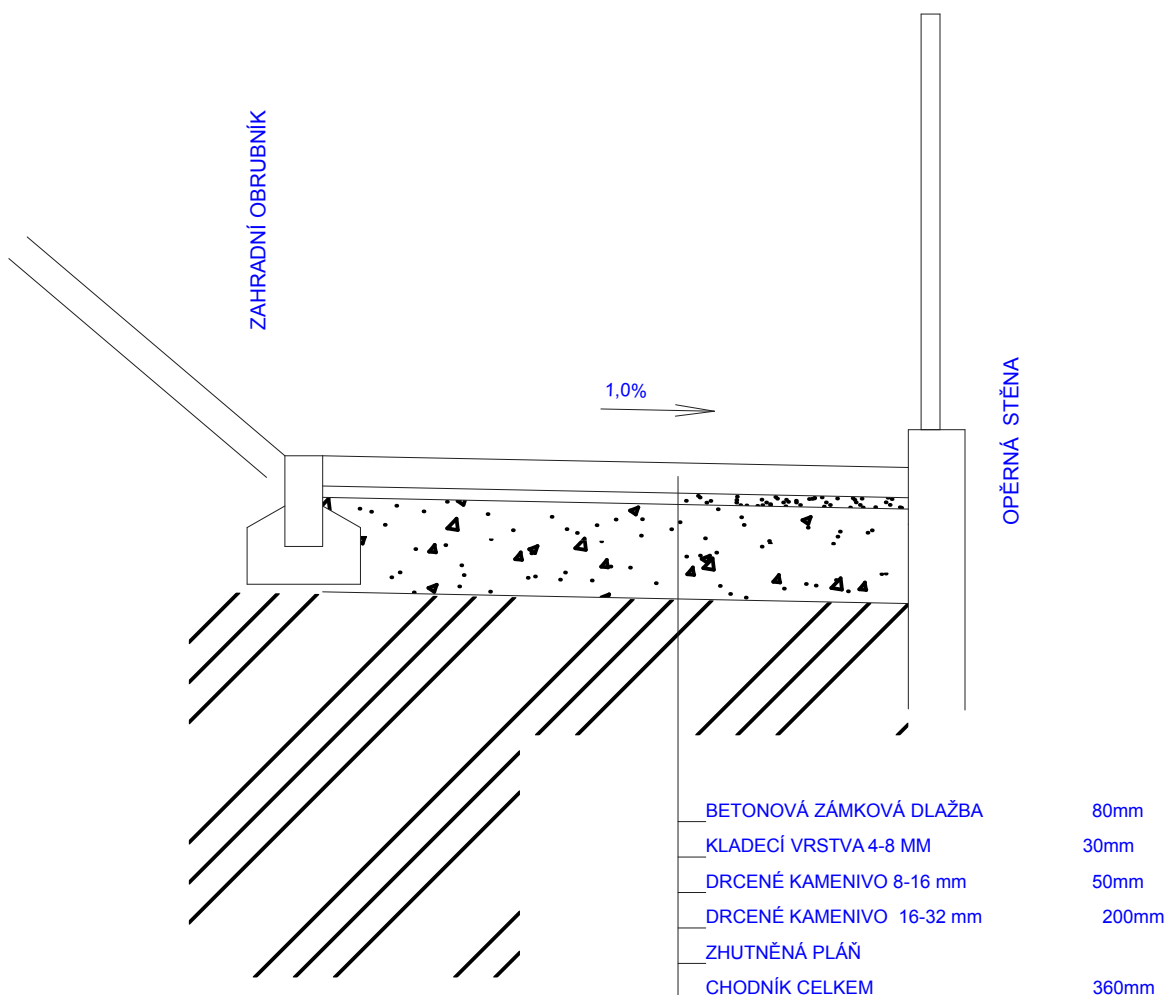 ZAHRADNÍ OBRUBNÍK
1,0%
OPĚRNÁ STĚNA
BETONOVÁ ZÁMKOVÁ DLAŽBA 80mm
KLADECÍ VRSTVA 4-8 MM 30mm
DRCENÉ KAMENIVO 8-16 mm 50mm
DRCENÉ KAMENIVO 16-32 mm 200mm
ZHUTNĚNÁ PLÁŇ
CHODNÍK CELKEM 360mm